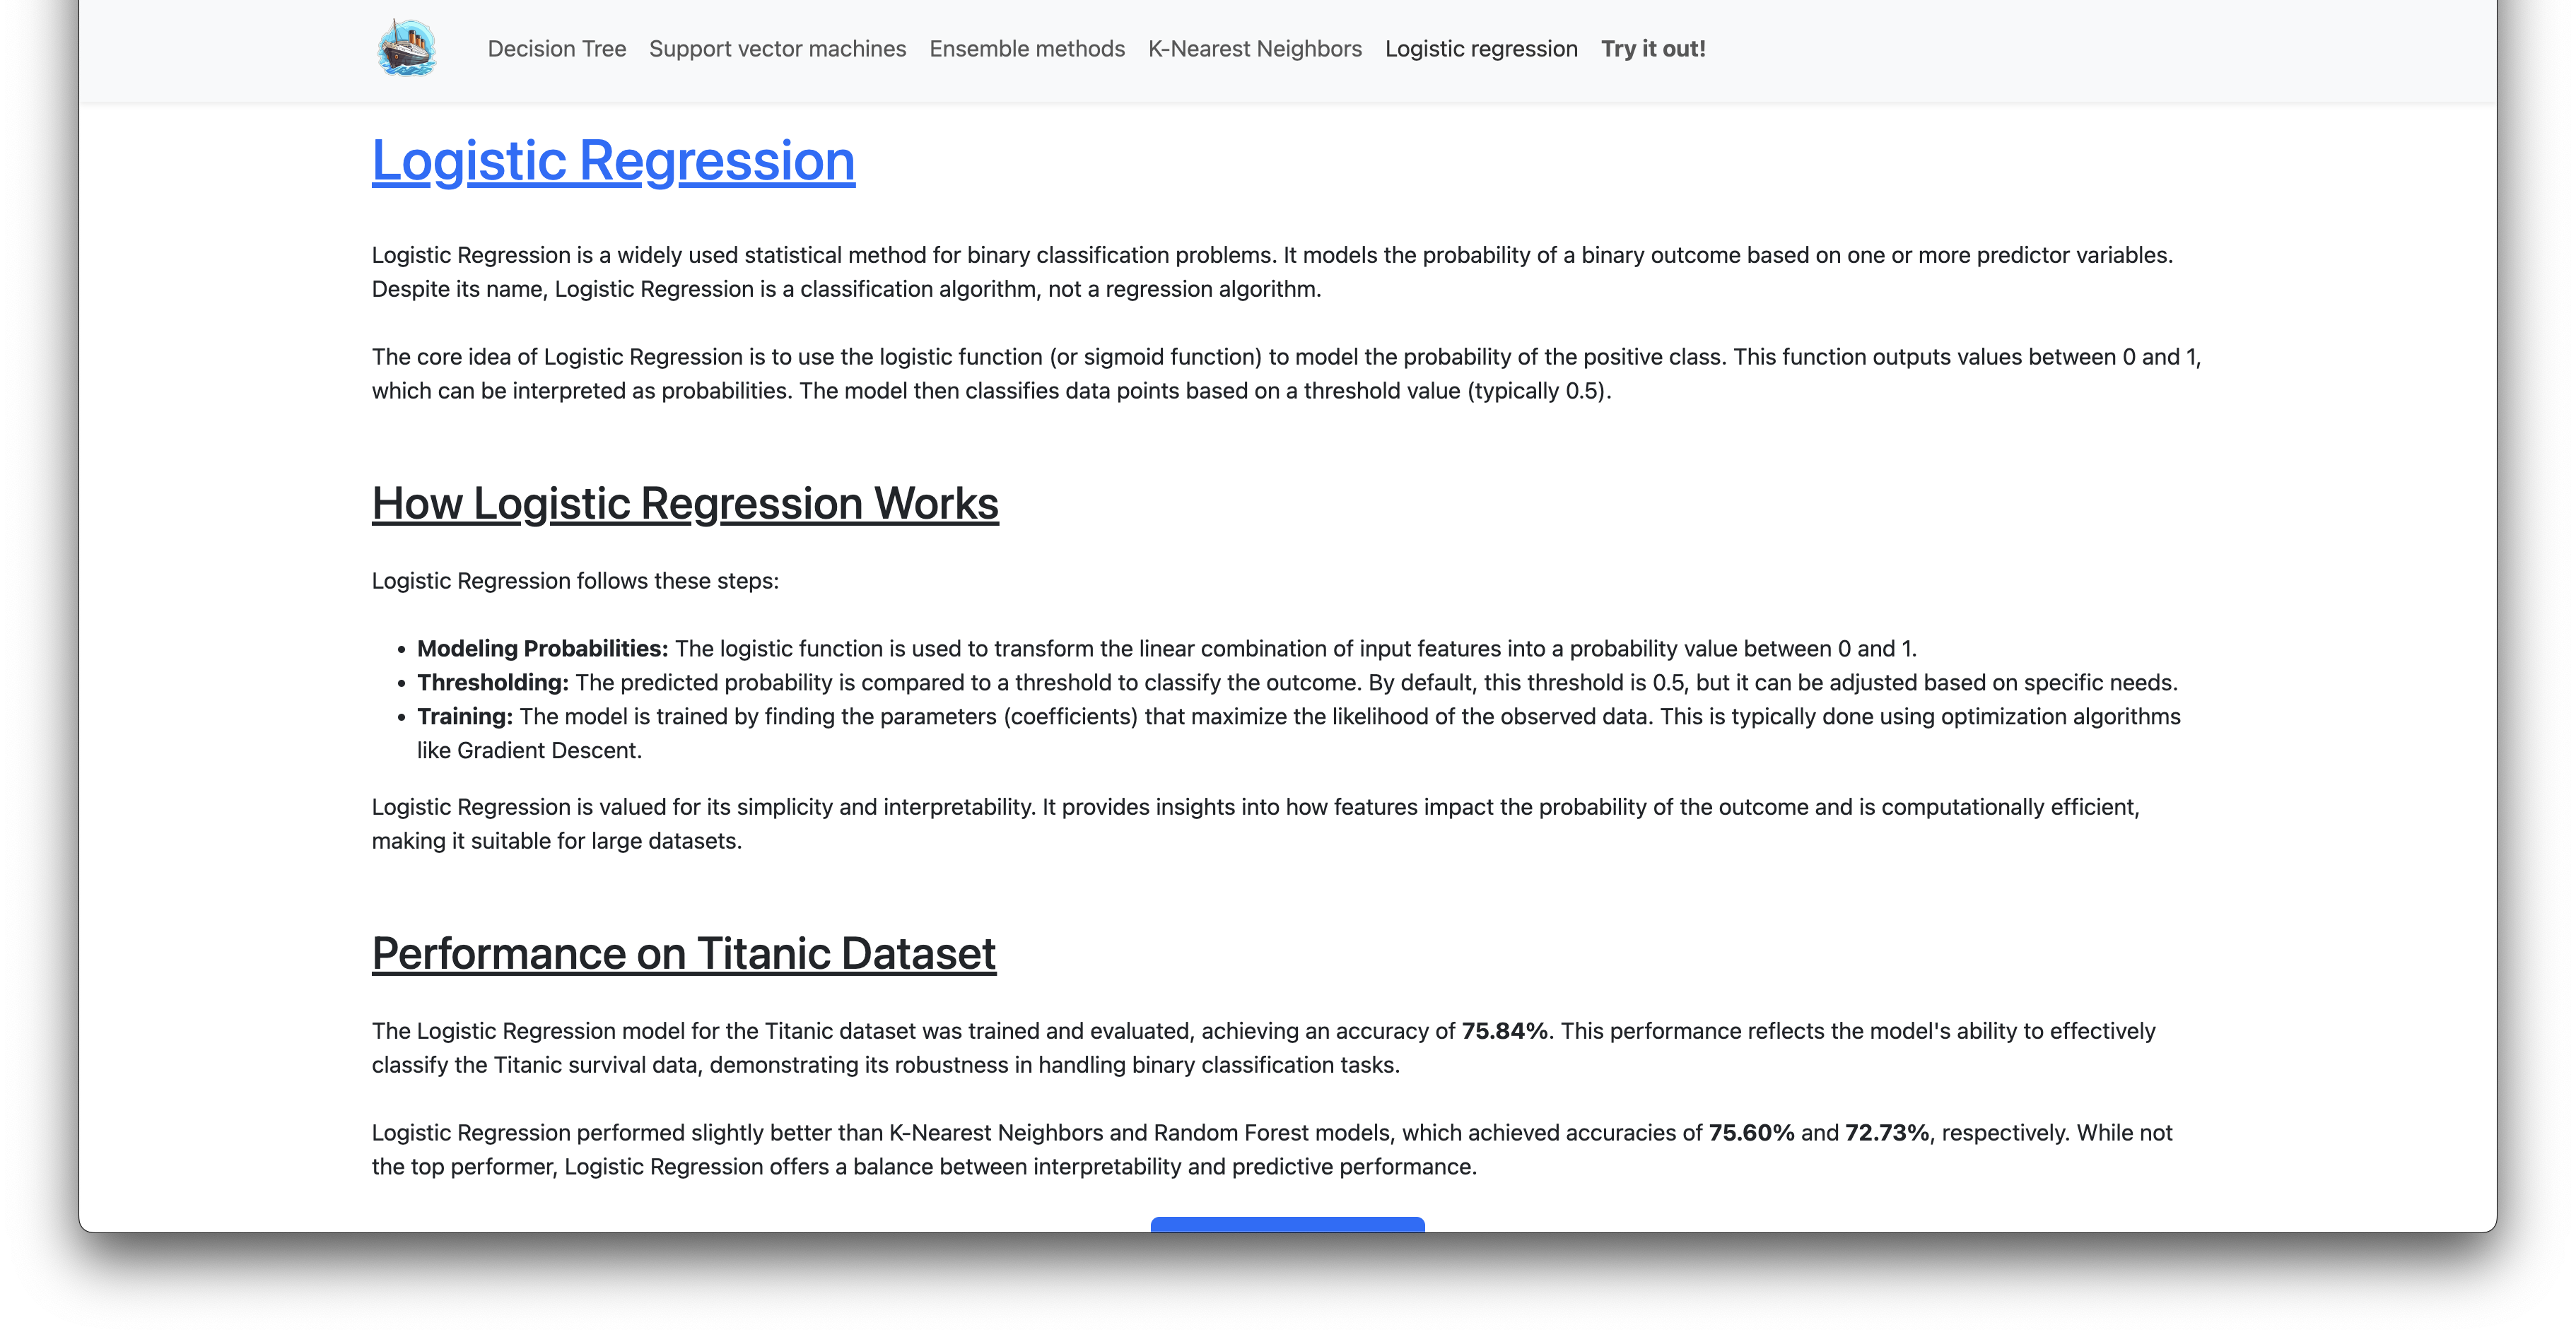 Decision Tree Support vector machines Ensemble methods K-Nearest Neighbors Logistic regression Try it out!
Logistic Regression
Logistic Regression is a widely used statistical method for binary classification problems. It models the probability of a binary outcome based on one or more predictor variables.
Despite its name, Logistic Regression is a classification algorithm, not a regression algorithm.
The core idea of Logistic Regression is to use the logistic function (or sigmoid function) to model the probability of the positive class. This function outputs values between 0 and 1,
which can be interpreted as probabilities. The model then classifies data points based on a threshold value (typically 0.5).
How Logistic Regression Works
Logistic Regression follows these steps:
• Modeling Probabilities: The logistic function is used to transform the linear combination of input features into a probability value between 0 and 1.
• Thresholding: The predicted probability is compared to a threshold to classify the outcome. By default, this threshold is 0.5, but it can be adjusted based on specific needs.
• Training: The model is trained by finding the parameters (coefficients) that maximize the likelihood of the observed data. This is typically done using optimization algorithms
like Gradient Descent.
Logistic Regression is valued for its simplicity and interpretability. It provides insights into how features impact the probability of the outcome and is computationally efficient,
making it suitable for large datasets.
Performance on Titanic Dataset
The Logistic Regression model for the Titanic dataset was trained and evaluated, achieving an accuracy of 75.84%. This performance reflects the model's ability to effectively
classify the Titanic survival data, demonstrating its robustness in handling binary classification tasks.
Logistic Regression performed slightly better than K-Nearest Neighbors and Random Forest models, which achieved accuracies of 75.60% and 72.73%, respectively. While not
the top performer, Logistic Regression offers a balance between interpretability and predictive performance.